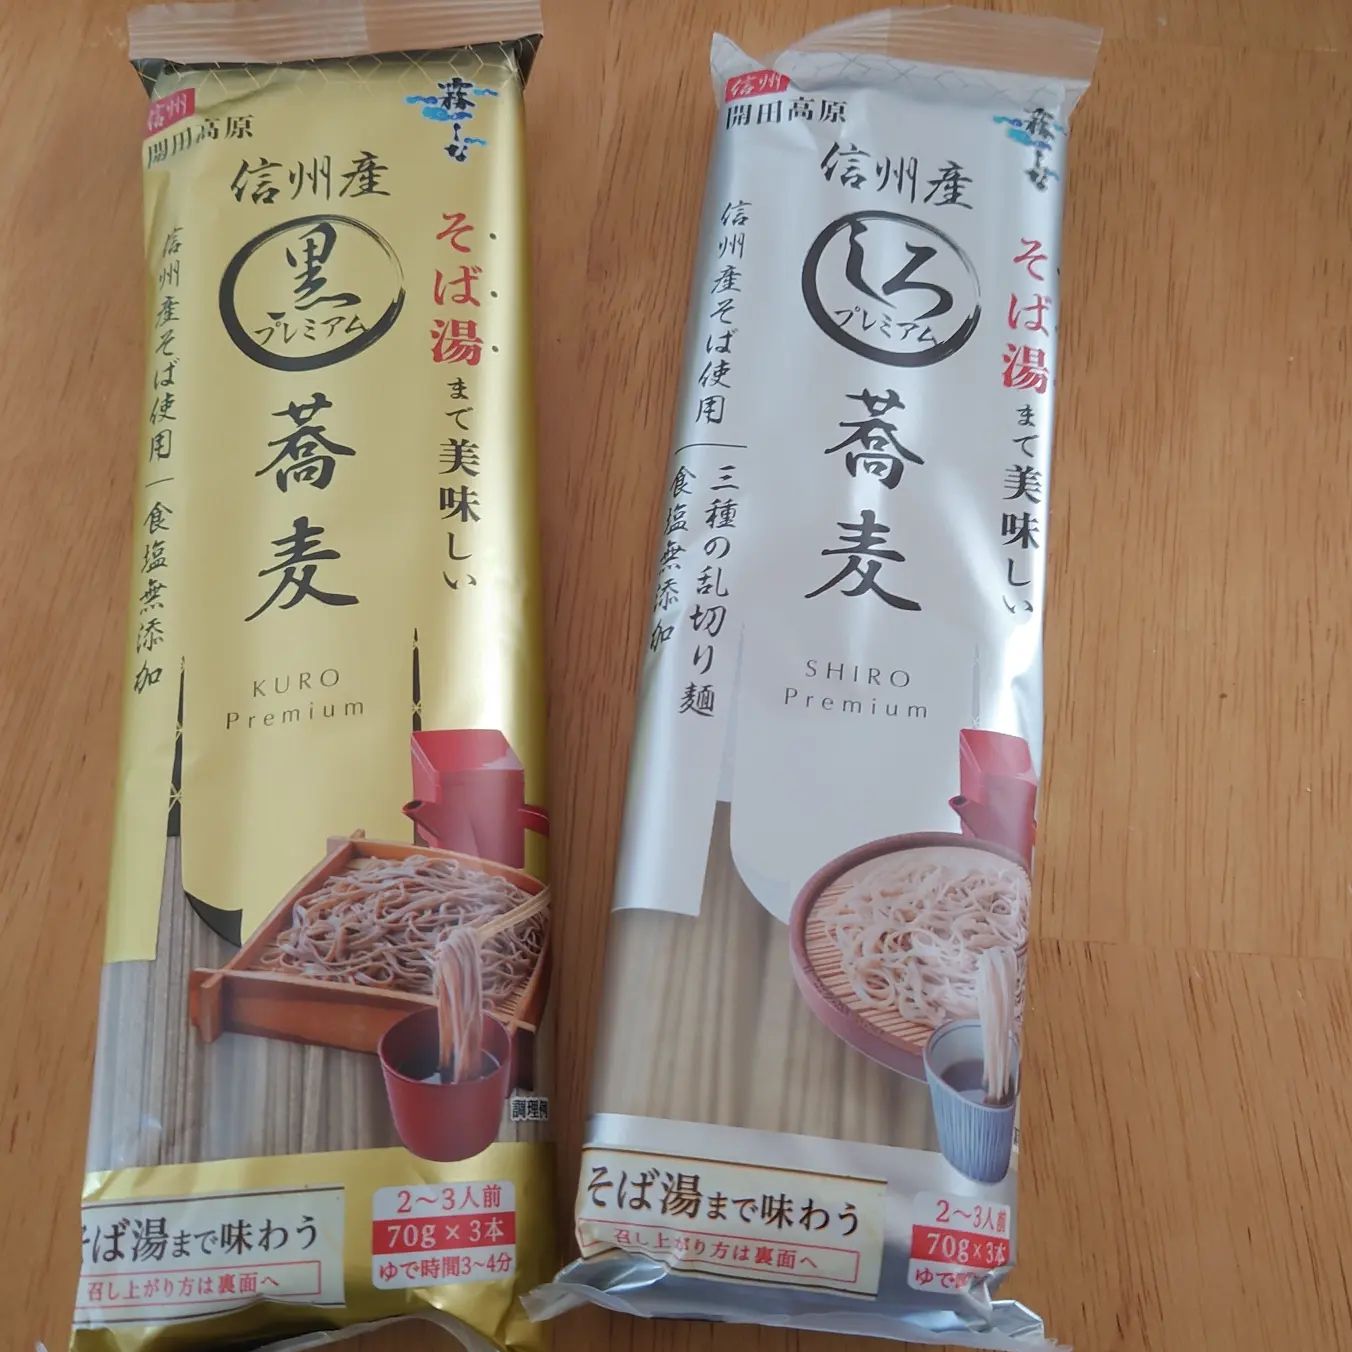 信州
開田高原
霧しな
信州産
黒
プレミアム
蕎麦
KURO
Premium
そば湯まで美味しい
信州産そば使用 食塩無添加
調理例
そば湯まで味わう
召し上がり方は裏面へ
2〜3人前
70g×3本
ゆで時間3~4分
信州
開田高原
霧しな
信州産
しろ
プレミアム
蕎麦
SHIRO
Premium
そば湯まで美味しい
信州産そば使用
三種の乱切り麺
食塩無添加
そば湯まで味わう
召し上がり方は裏面へ
2〜3人前
70g×3本
ゆで